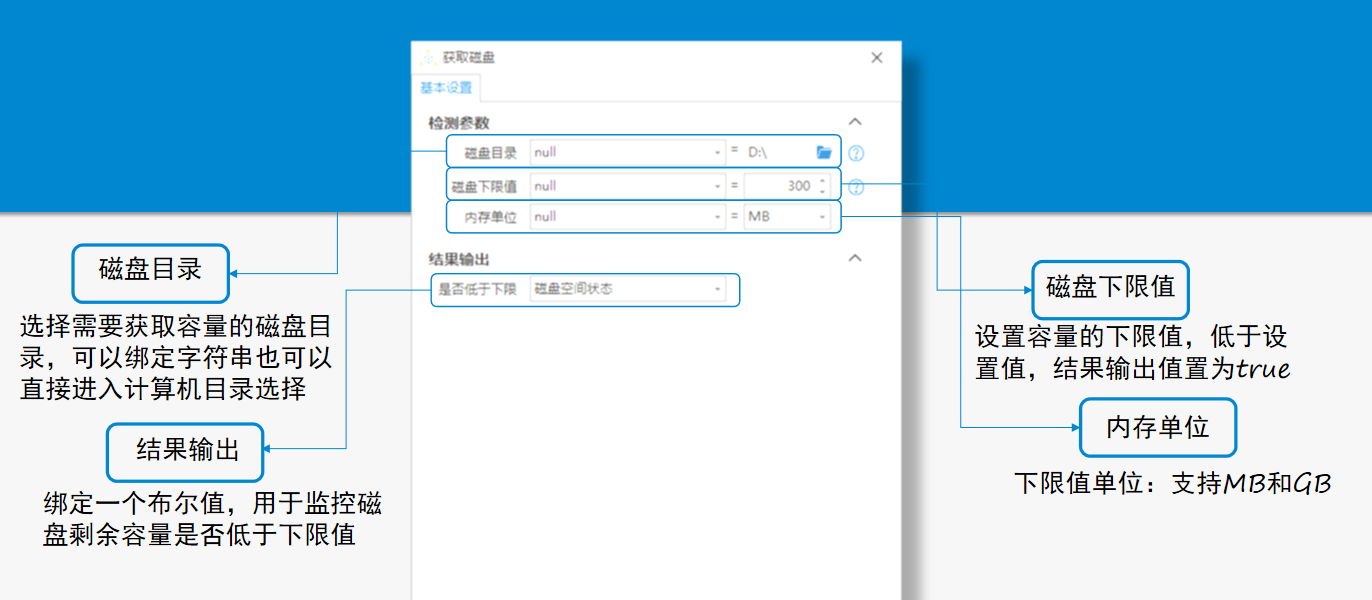 获取磁盘
基本设置
检测参数
磁盘目录 null = D:\
磁盘下限值 null = 300
内存单位 null = MB
结果输出
是否低于下限 磁盘空间状态
磁盘目录
选择需要获取容量的磁盘目
录，可以绑定字符串也可以
直接进入计算机目录选择
结果输出
绑定一个布尔值，用于监控磁
盘剩余容量是否低于下限值
磁盘下限值
设置容量的下限值，低于设
置值，结果输出值置为true
内存单位
下限值单位：支持MB和GB